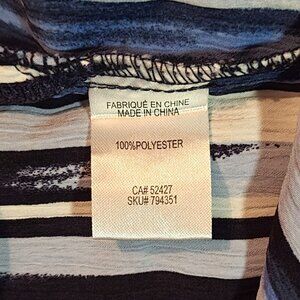 FABRIQUÉ EN CHINE
MADE IN CHINA
100%POLYESTER
CA# 52427
SKU# 794351